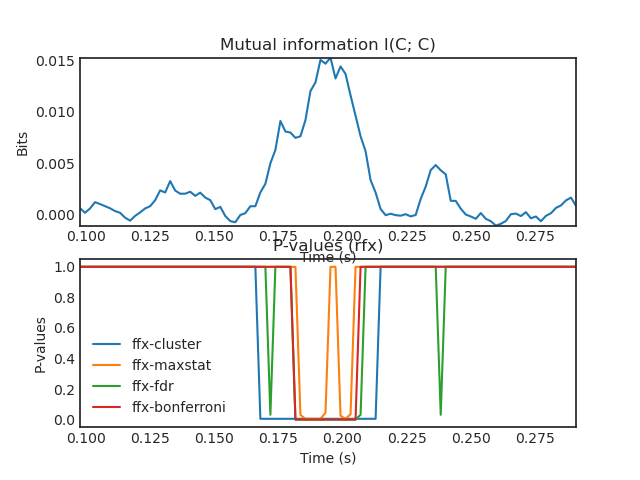 Mutual information I(C; C)
0.015
0.010
0.005
0.000
Bits
0.100 0.125 0.150 0.175 0.200 0.225 0.250 0.275
Time (s)
P-values (rfx)
1.0
0.8
0.6
0.4
0.2
0.0
P-values
ffx-cluster
ffx-maxstat
ffx-fdr
ffx-bonferroni
0.100 0.125 0.150 0.175 0.200 0.225 0.250 0.275
Time (s)